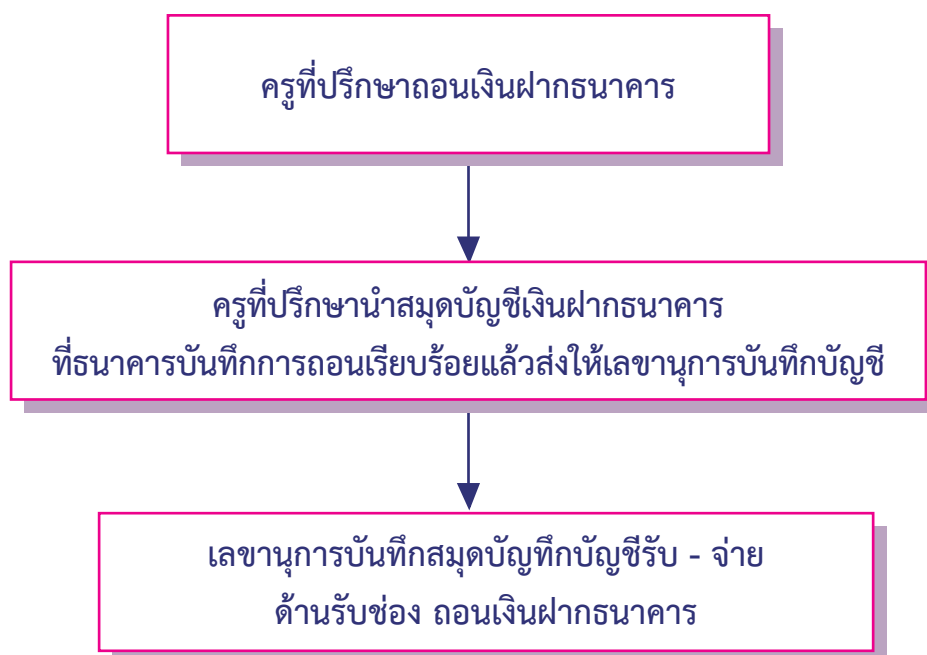 ครูที่ปรึกษาถอนเงินฝากธนาคาร
ครูที่ปรึกษานำสมุดบัญชีเงินฝากธนาคาร
ที่ธนาคารบันทึกการถอนเรียบร้อยแล้วส่งให้เลขานุการบันทึกบัญชี
เลขานุการบันทึกสมุดบัญทึกบัญชีรับ - จ่าย
ด้านรับช่อง ถอนเงินฝากธนาคาร